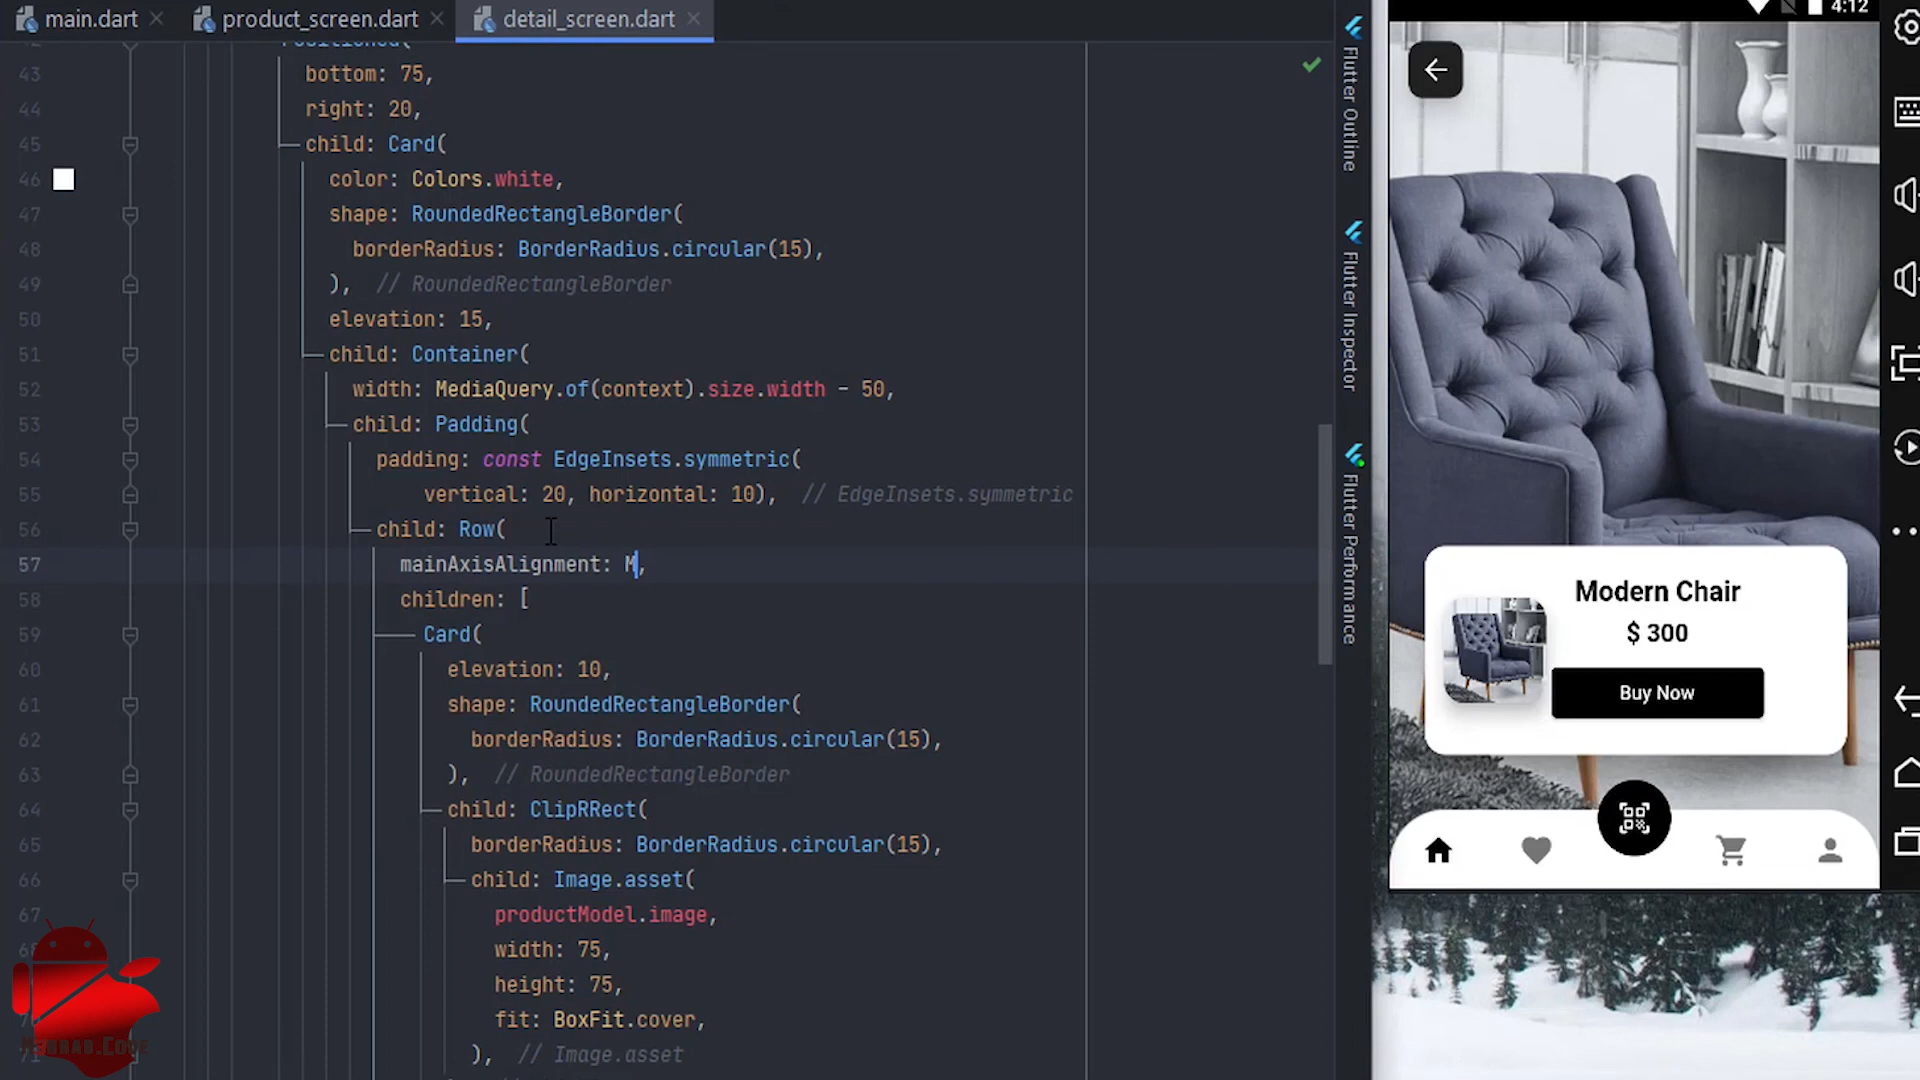 main.dart
product_screen.dart
detail_screen.dart
43 bottom: 75,
44 right: 20,
45 child: Card(
46 color: Colors.white,
47 shape: RoundedRectangleBorder(
48 borderRadius: BorderRadius.circular(15),
49 ), // RoundedRectangleBorder
50 elevation: 15,
51 child: Container(
52 width: MediaQuery.of(context).size.width - 50,
53 child: Padding(
54 padding: const EdgeInsets.symmetric(
55 vertical: 20, horizontal: 10), // EdgeInsets.symmetric
56 child: Row(
57 mainAxisAlignment: M,
58 children: [
59 Card(
60 elevation: 10,
61 shape: RoundedRectangleBorder(
62 borderRadius: BorderRadius.circular(15),
63 ), // RoundedRectangleBorder
64 child: ClipRRect(
65 borderRadius: BorderRadius.circular(15),
66 child: Image.asset(
67 productModel.image,
width: 75,
height: 75,
fit: BoxFit.cover,
), // Image.asset
Flutter Outline
Flutter Inspector
Flutter Performance
4:12
Modern Chair
$ 300
Buy Now